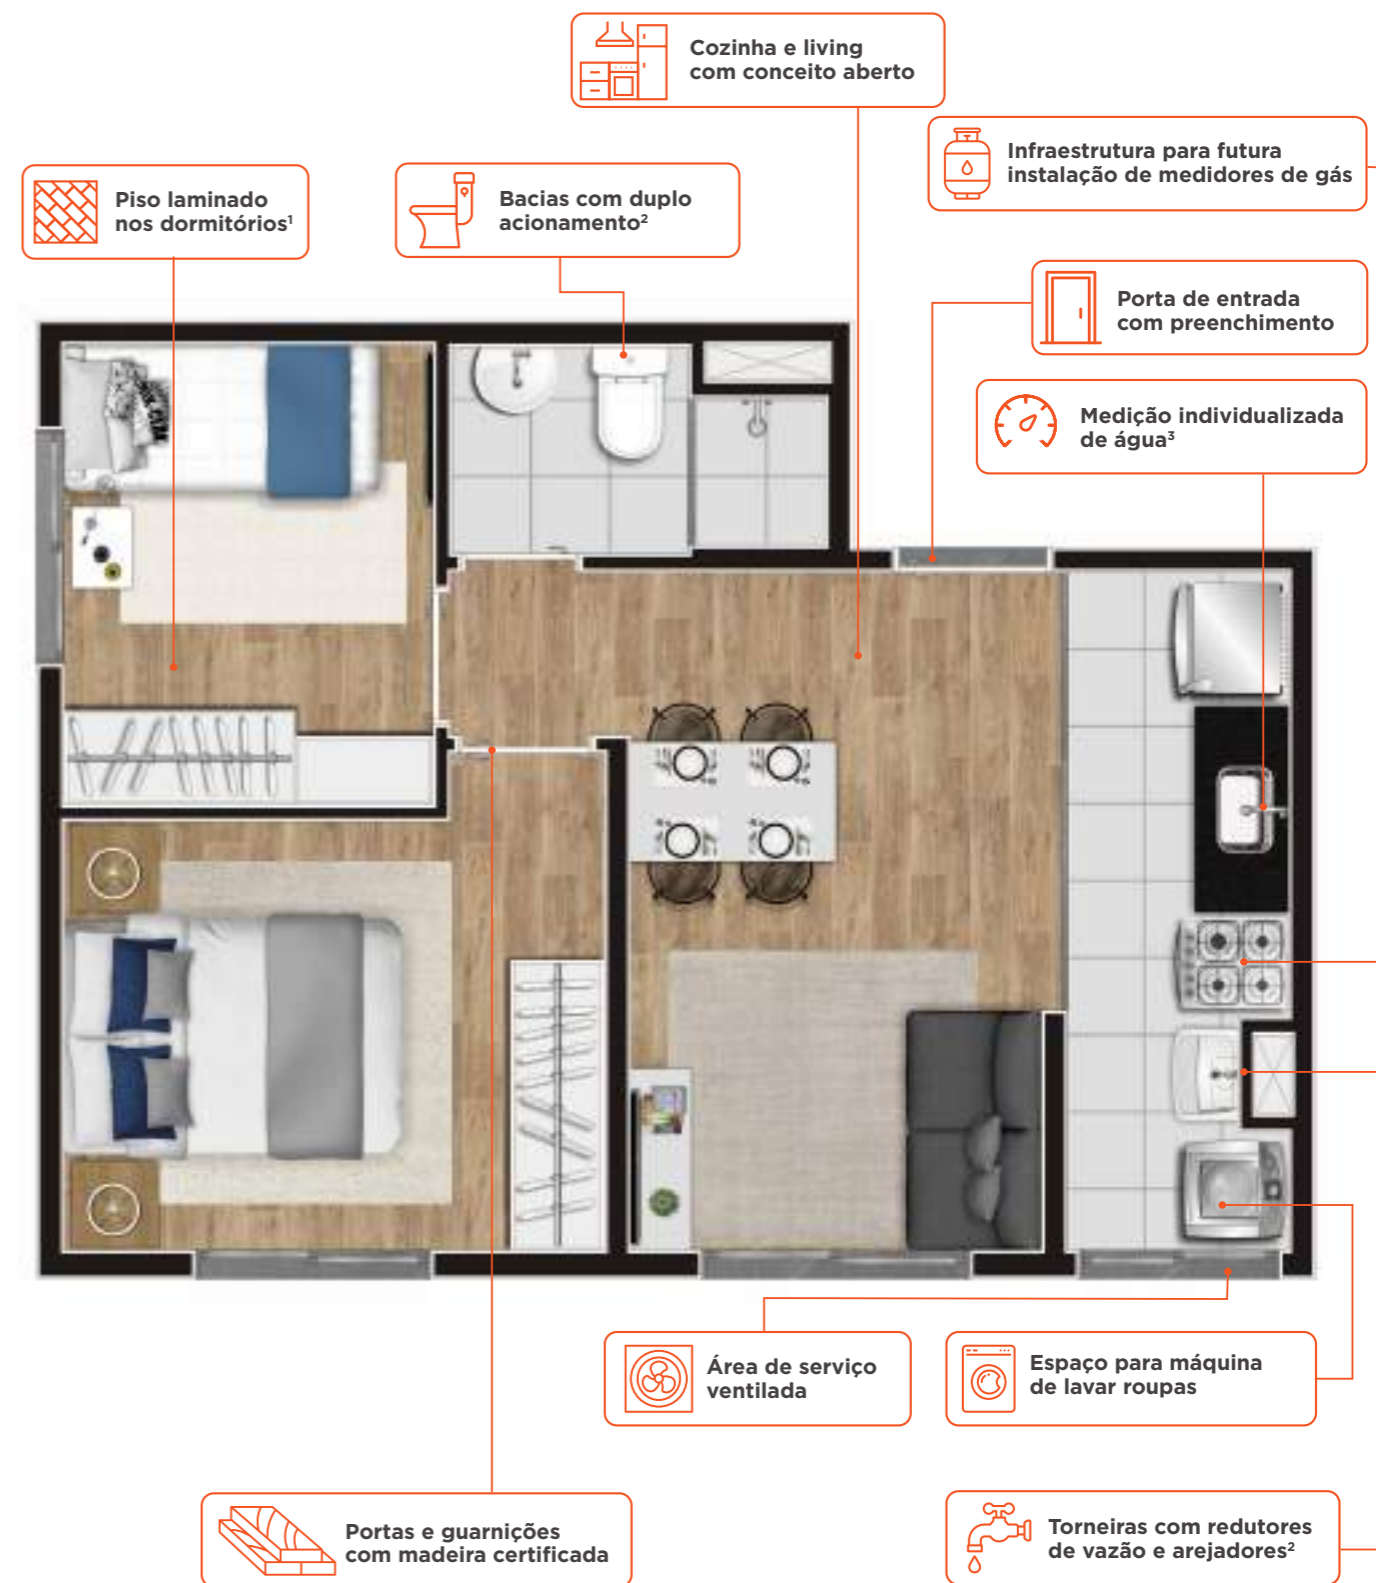 Cozinha e living
com conceito aberto
Infraestrutura para futura
instalação de medidores de gás
Piso laminado
nos dormitórios¹
Bacias com duplo
acionamento²
Porta de entrada
com preenchimento
Medição individualizada
de água³
Área de serviço
ventilada
Espaço para máquina
de lavar roupas
Portas e guarnições
com madeira certificada
Torneiras com redutores
de vazão e arejadores²